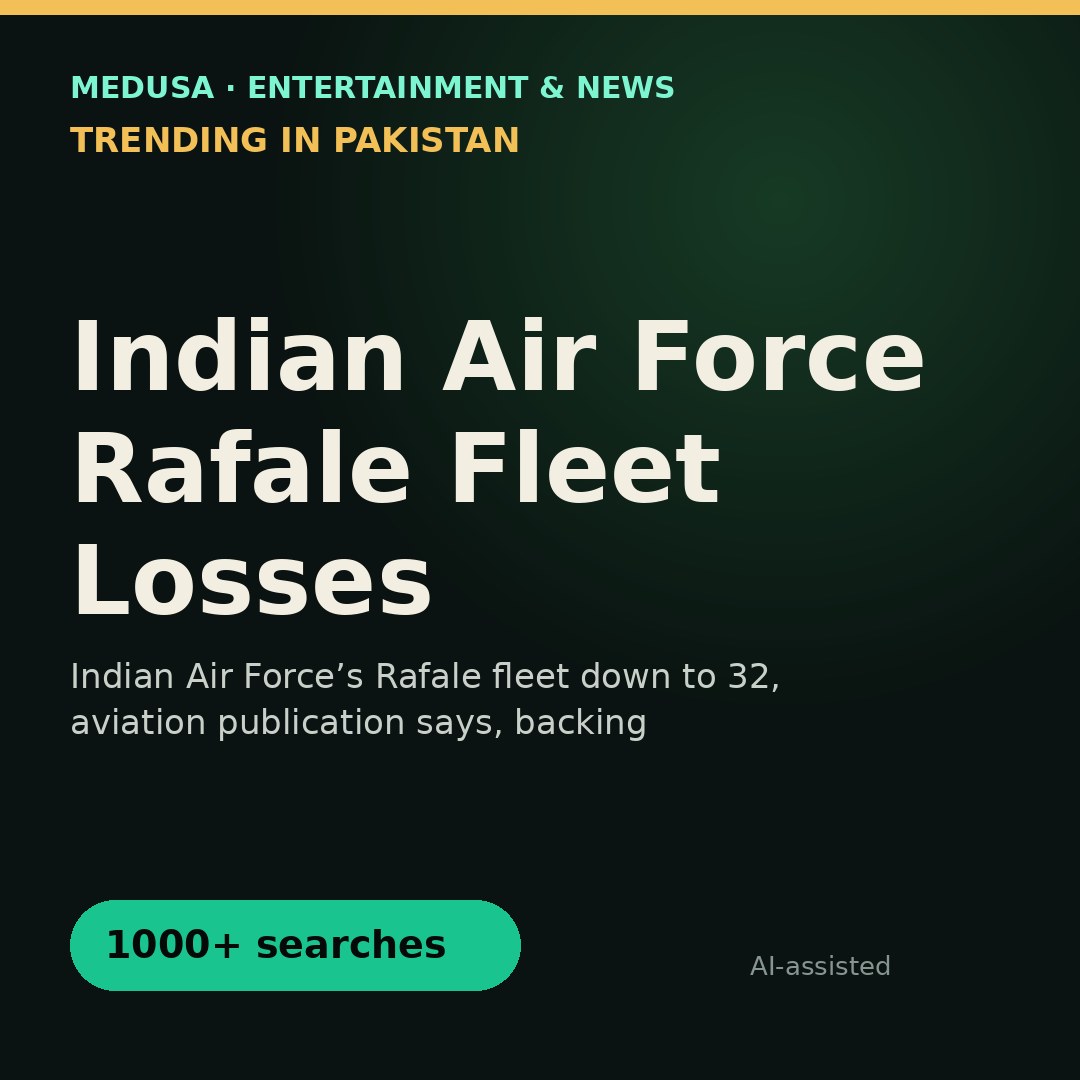 MEDUSA · ENTERTAINMENT & NEWS
TRENDING IN PAKISTAN
Indian Air Force
Rafale Fleet
Losses
Indian Air Force’s Rafale fleet down to 32,
aviation publication says, backing
1000+ searches
AI-assisted